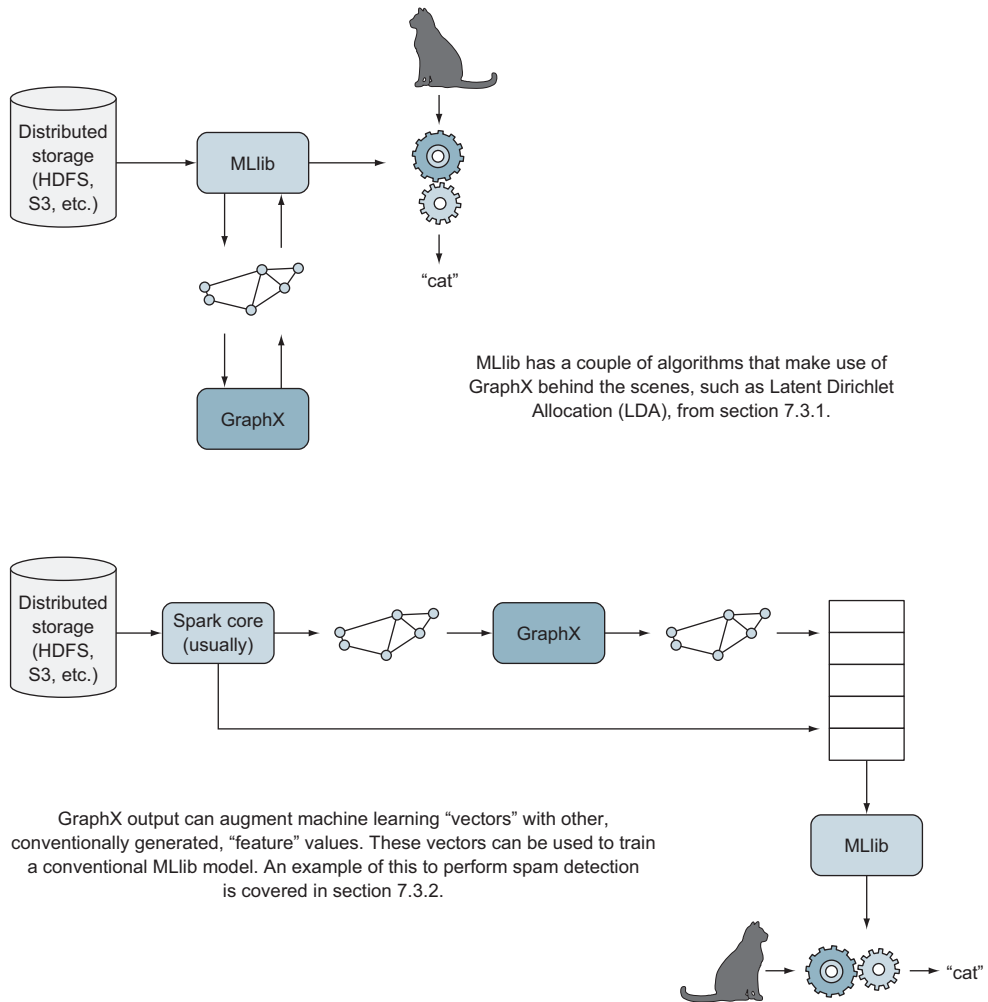 Distributed
storage
(HDFS,
S3, etc.)
MLlib
“cat”
GraphX
MLlib has a couple of algorithms that make use of
GraphX behind the scenes, such as Latent Dirichlet
Allocation (LDA), from section 7.3.1.
Distributed
storage
(HDFS,
S3, etc.)
Spark core
(usually)
GraphX
GraphX output can augment machine learning “vectors” with other,
conventionally generated, “feature” values. These vectors can be used to train
a conventional MLlib model. An example of this to perform spam detection
is covered in section 7.3.2.
MLlib
“cat”